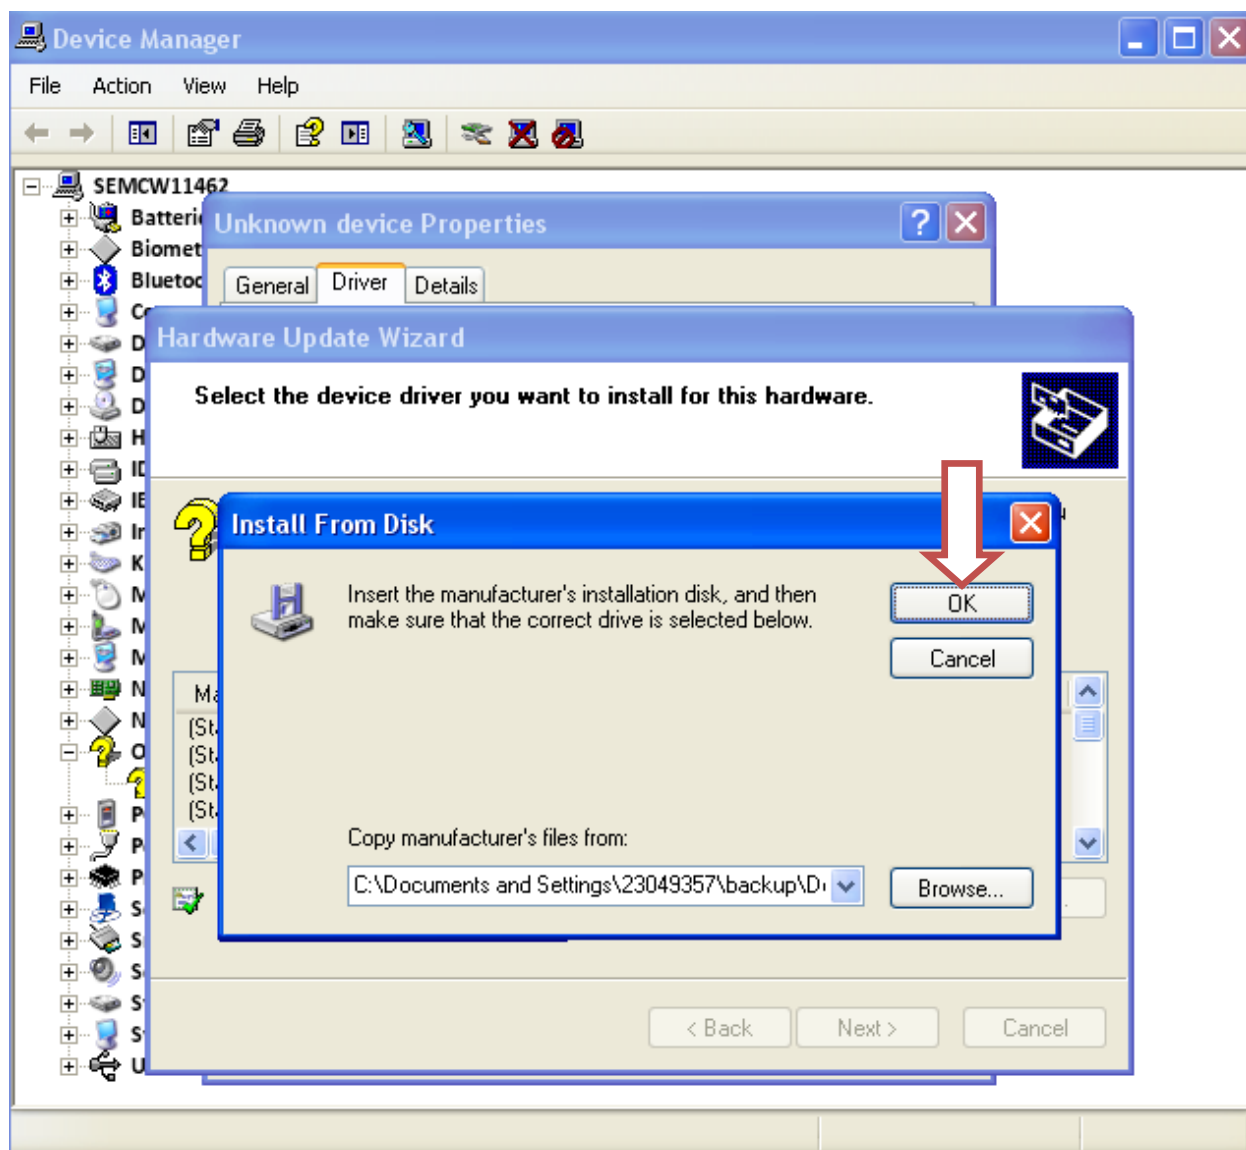 Device Manager
File Action View Help
SEMCW11462
Unknown device Properties
General Driver Details
Hardware Update Wizard
Select the device driver you want to install for this hardware.
Install From Disk
Insert the manufacturer's installation disk, and then
make sure that the correct drive is selected below.
OK
Cancel
Copy manufacturer's files from:
C:\Documents and Settings\23049357\backup\D
Browse...
< Back Next > Cancel